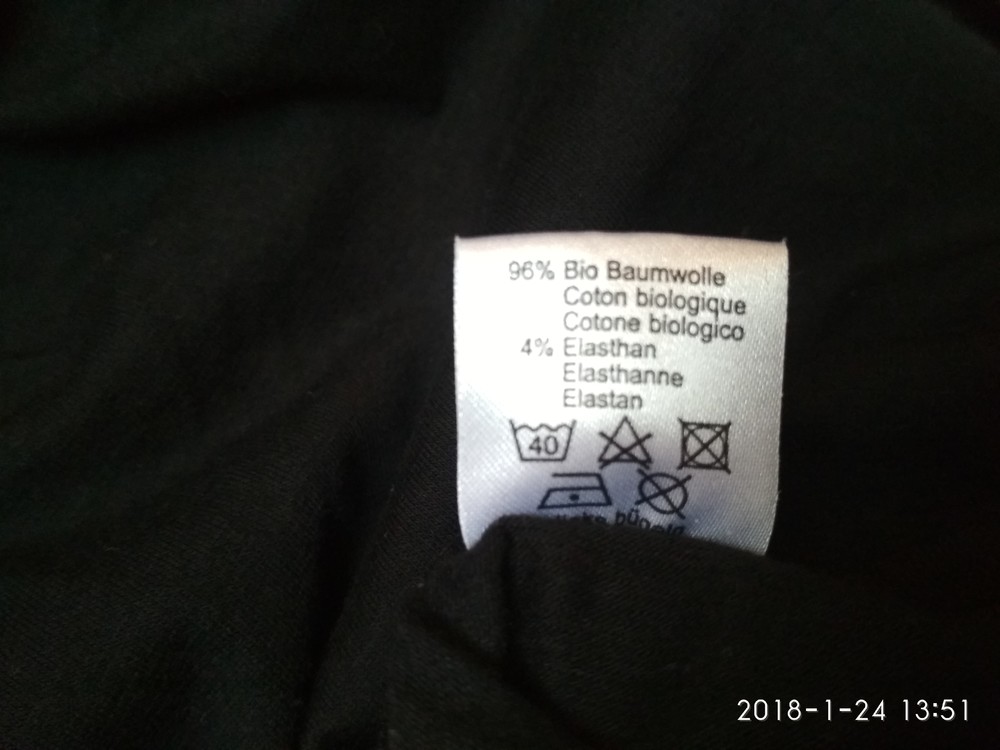 96% Bio Baumwolle
Coton biologique
Cotone biologico
4% Elasthan
Elasthanne
Elastan
40
2018-1-24 13:51